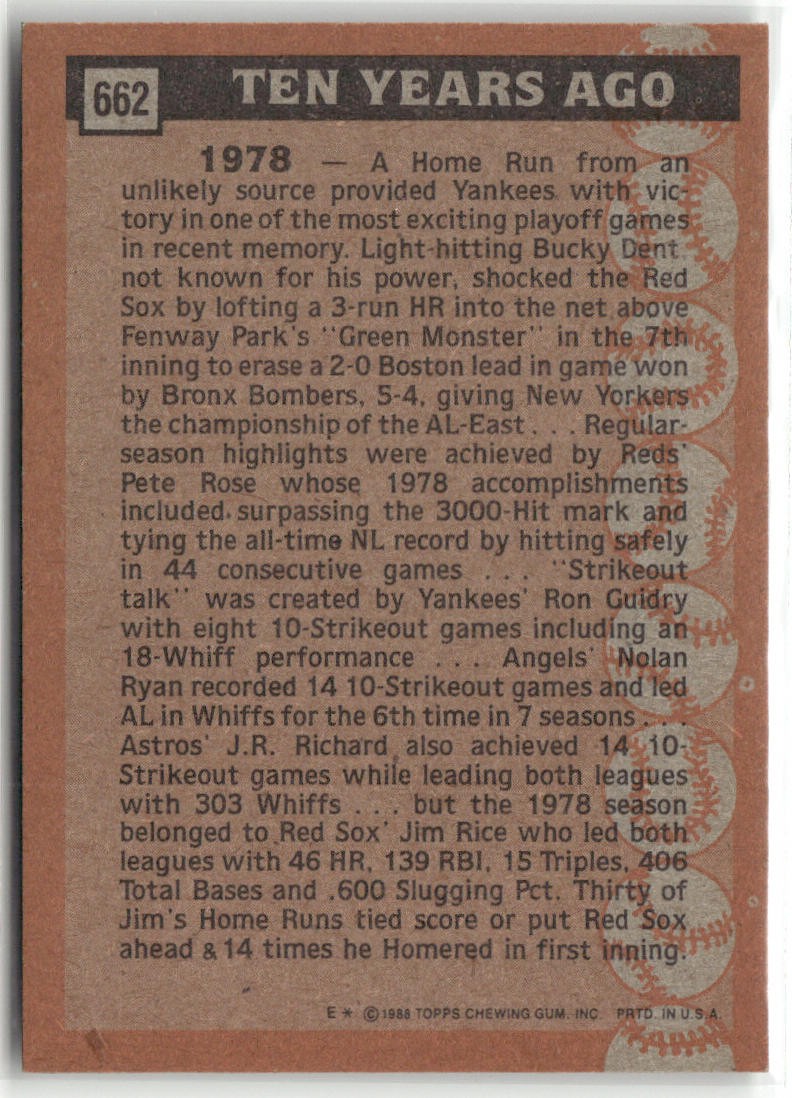 662
TEN YEARS AGO
1978 — A Home Run from an
unlikely source provided Yankees with vic-
tory in one of the most exciting playoff games
in recent memory. Light-hitting Bucky Dent
not known for his power, shocked the Red
Sox by lofting a 3-run HR into the net above
Fenway Park's "Green Monster" in the 7th
inning to erase a 2-0 Boston lead in game won
by Bronx Bombers, 5-4, giving New Yorkers
the championship of the AL-East . . . Regular-
season highlights were achieved by Reds'
Pete Rose whose 1978 accomplishments
included surpassing the 3000-Hit mark and
tying the all-time NL record by hitting safely
in 44 consecutive games . . . "Strikeout
talk" was created by Yankees' Ron Guidry
with eight 10-Strikeout games including an
18-Whiff performance . . . Angels' Nolan
Ryan recorded 14 10-Strikeout games and led
AL in Whiffs for the 6th time in 7 seasons . . .
Astros' J.R. Richard also achieved 14 10-
Strikeout games while leading both leagues
with 303 Whiffs . . . but the 1978 season
belonged to Red Sox' Jim Rice who led both
leagues with 46 HR, 139 RBI, 15 Triples, 406
Total Bases and .600 Slugging Pct. Thirty of
Jim's Home Runs tied score or put Red Sox
ahead & 14 times he Homered in first inning.
E * © 1988 TOPPS CHEWING GUM, INC. PRTD. IN U.S.A.